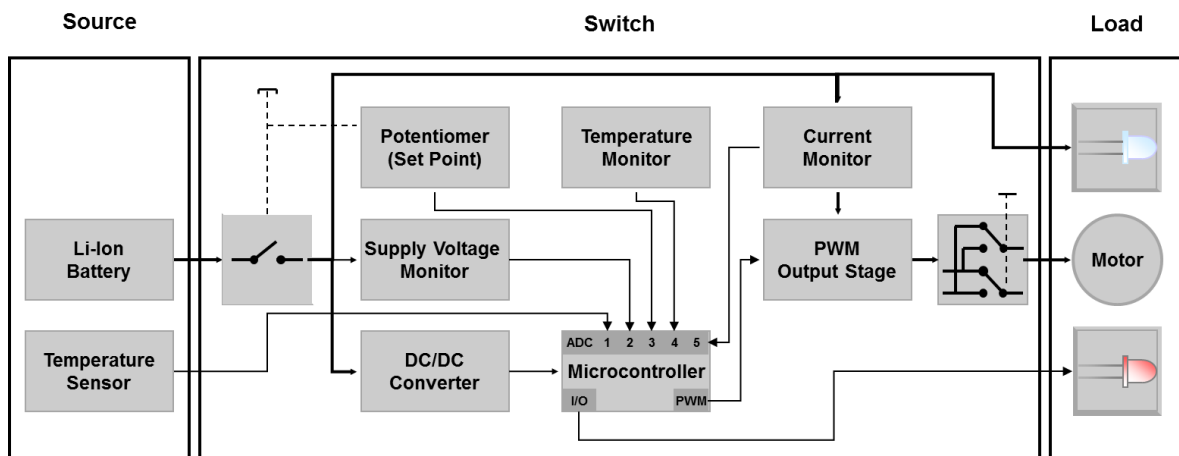 Source
Switch
Load
Potentiomer
(Set Point)
Temperature
Monitor
Current
Monitor
Li-Ion
Battery
Supply Voltage
Monitor
PWM
Output Stage
Motor
Temperature
Sensor
DC/DC
Converter
ADC 1 2 3 4 5
Microcontroller
I/O PWM